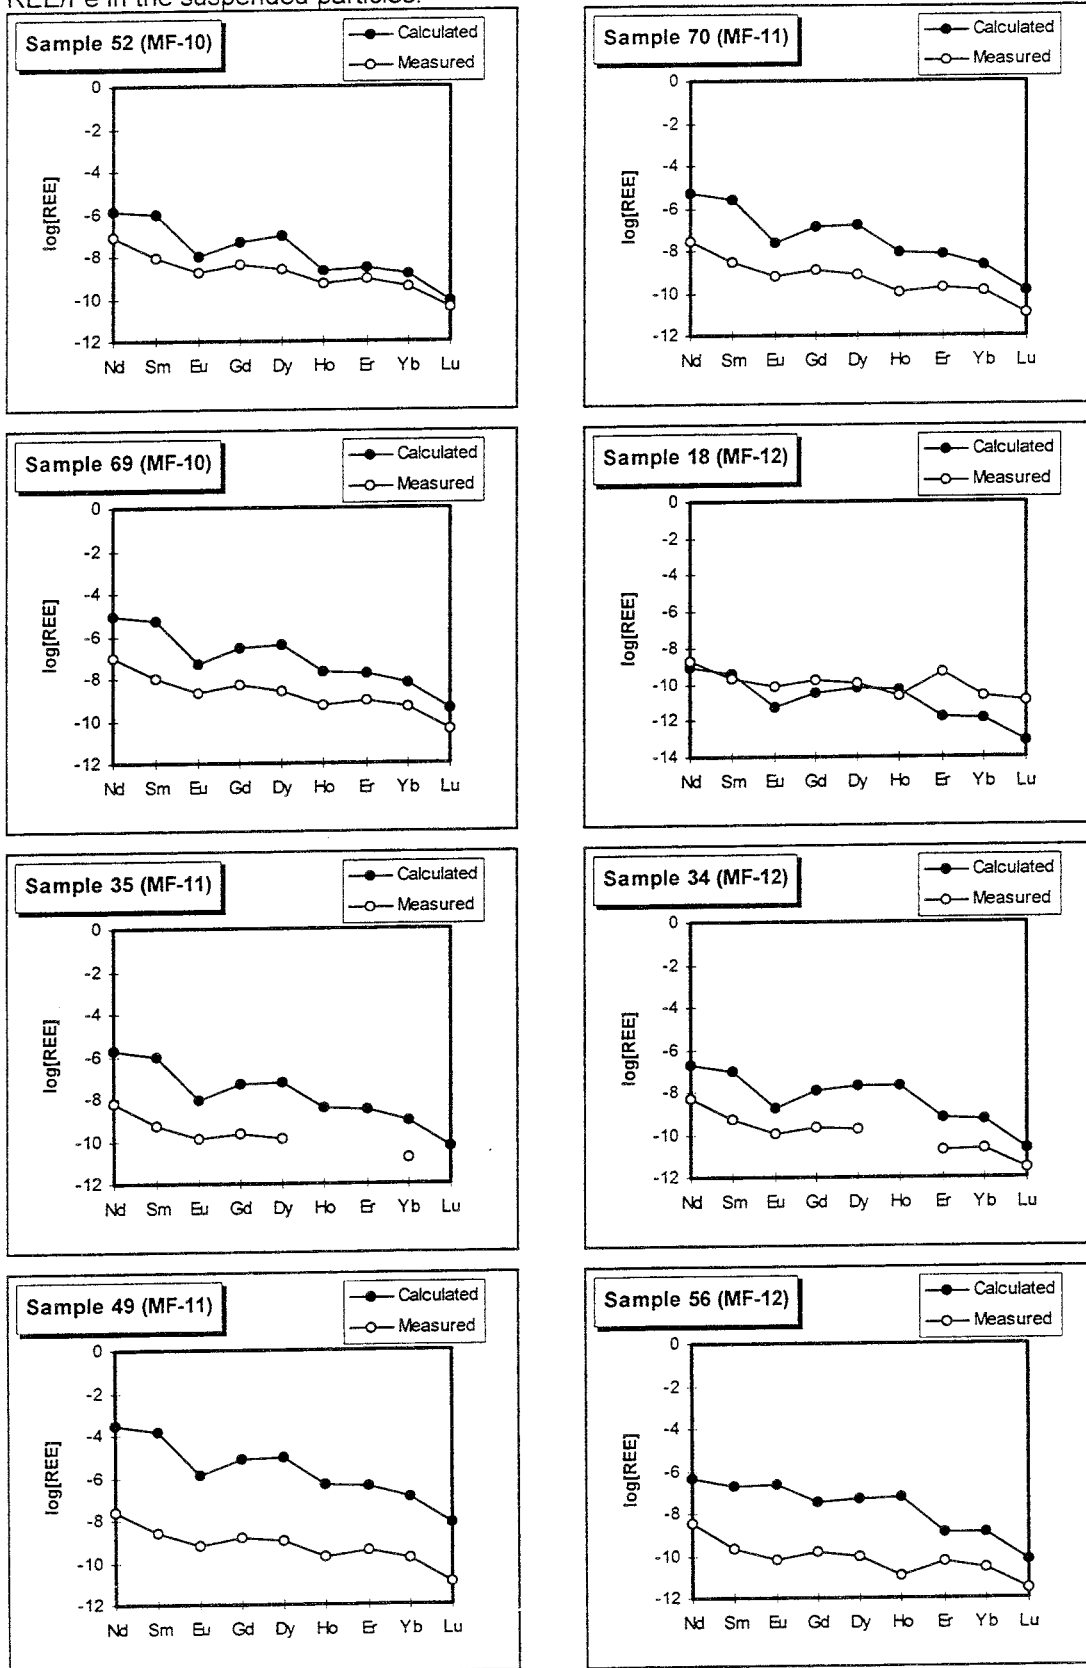 REE/Fe in the suspended particles.
Sample 52 (MF-10)
Calculated
Measured
0
-2
-4
-6
-8
-10
-12
log[REE]
Nd Sm Eu Gd Dy Ho Er Yb Lu
Sample 70 (MF-11)
Calculated
Measured
0
-2
-4
-6
-8
-10
-12
log[REE]
Nd Sm Eu Gd Dy Ho Er Yb Lu
Sample 69 (MF-10)
Calculated
Measured
0
-2
-4
-6
-8
-10
-12
log[REE]
Nd Sm Eu Gd Dy Ho Er Yb Lu
Sample 18 (MF-12)
Calculated
Measured
0
-2
-4
-6
-8
-10
-12
-14
log[REE]
Nd Sm Eu Gd Dy Ho Er Yb Lu
Sample 35 (MF-11)
Calculated
Measured
0
-2
-4
-6
-8
-10
-12
log[REE]
Nd Sm Eu Gd Dy Ho Er Yb Lu
Sample 34 (MF-12)
Calculated
Measured
0
-2
-4
-6
-8
-10
-12
log[REE]
Nd Sm Eu Gd Dy Ho Er Yb Lu
Sample 49 (MF-11)
Calculated
Measured
0
-2
-4
-6
-8
-10
-12
log[REE]
Nd Sm Eu Gd Dy Ho Er Yb Lu
Sample 56 (MF-12)
Calculated
Measured
0
-2
-4
-6
-8
-10
-12
log[REE]
Nd Sm Eu Gd Dy Ho Er Yb Lu